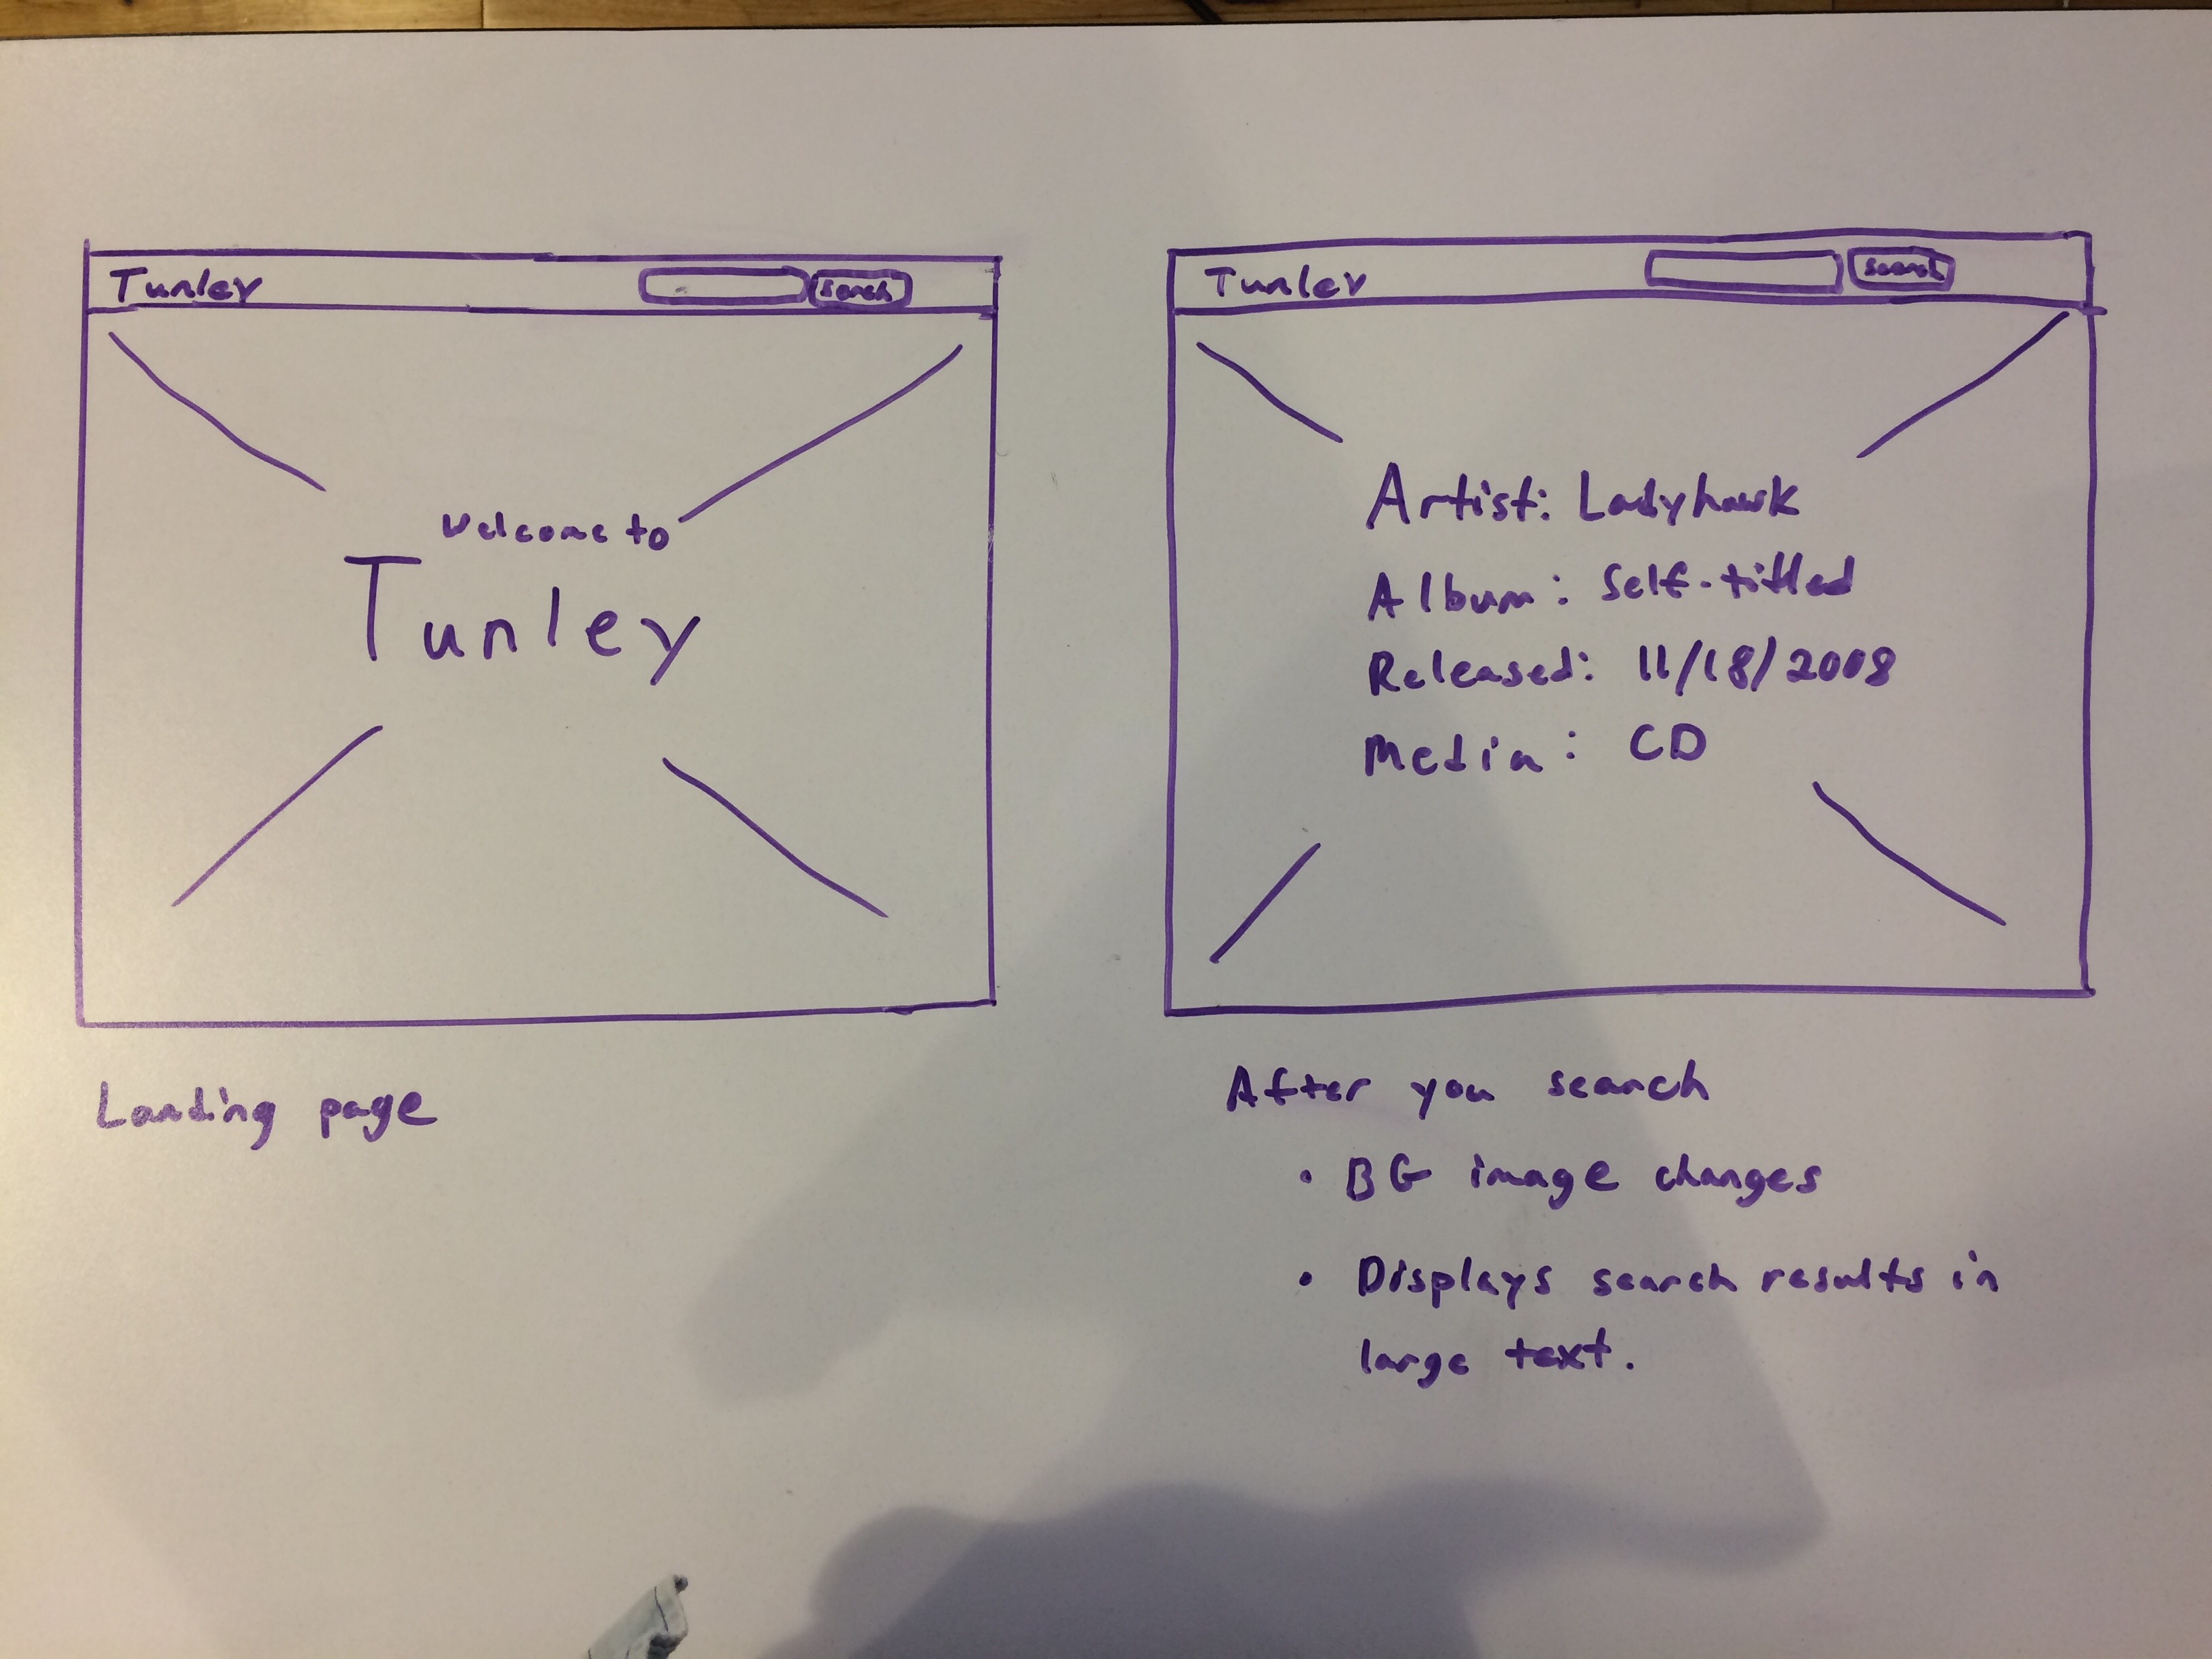 Tunley
Search
Welcome to
Tunley
Landing page
Tunley
Search
Artist: Ladyhawk
Album: Self-titled
Released: 11/18/2008
Media: CD
After you search
• BG image changes
• Displays search results in
large text.